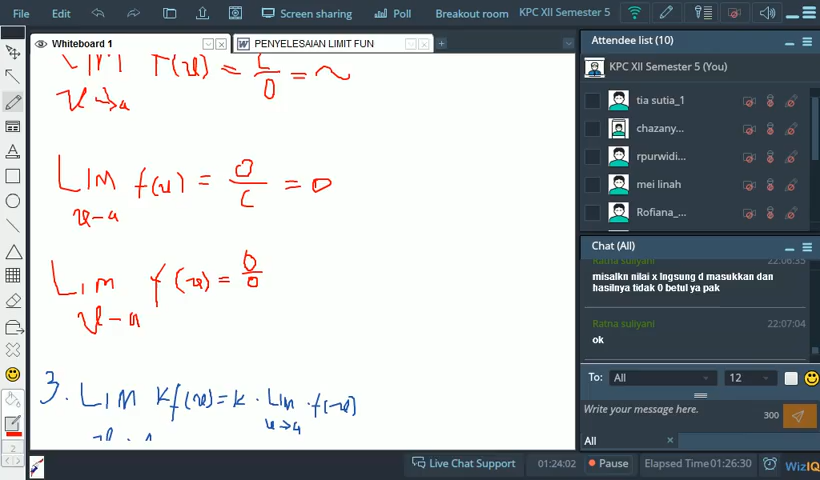 File Edit Screen sharing Poll Breakout room KPC XII Semester 5
Whiteboard 1 PENYELESAIAN LIMIT FUN
Lim f(x) = C/0 = ~
x→a
Lim f(x) = 0/C = 0
x–a
Lim f(x) = 0/0
x–a
3. Lim Kf(x) = K . Lim . f(x)
x→a
Attendee list (10)
KPC XII Semester 5 (You)
tia sutia_1
chazany...
rpurwidi...
mei linah
Rofiana_...
Chat (All)
Ratna suliyani 22:06:35
misalkn nilai x lngsung d masukkan dan
hasilnya tidak 0 betul ya pak
Ratna suliyani 22:07:04
ok
To: All 12
Write your message here. 300
All
2
Live Chat Support 01:24:02 Pause Elapsed Time 01:26:30 WizIQ